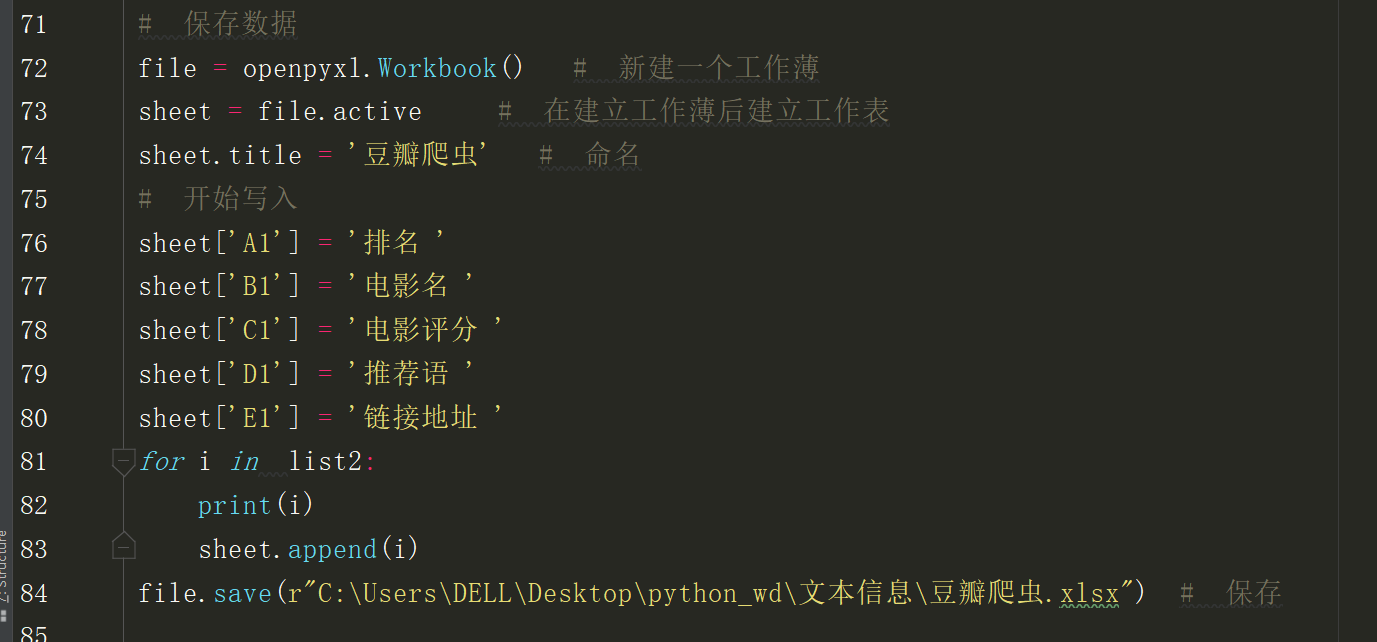 71 # 保存数据
72 file = openpyxl.Workbook() # 新建一个工作薄
73 sheet = file.active # 在建立工作薄后建立工作表
74 sheet.title = '豆瓣爬虫' # 命名
75 # 开始写入
76 sheet['A1'] = '排名 '
77 sheet['B1'] = '电影名 '
78 sheet['C1'] = '电影评分 '
79 sheet['D1'] = '推荐语 '
80 sheet['E1'] = '链接地址 '
81 for i in list2:
82 print(i)
83 sheet.append(i)
84 file.save(r"C:\Users\DELL\Desktop\python_wd\文本信息\豆瓣爬虫.xlsx") # 保存
85
Z: Structure